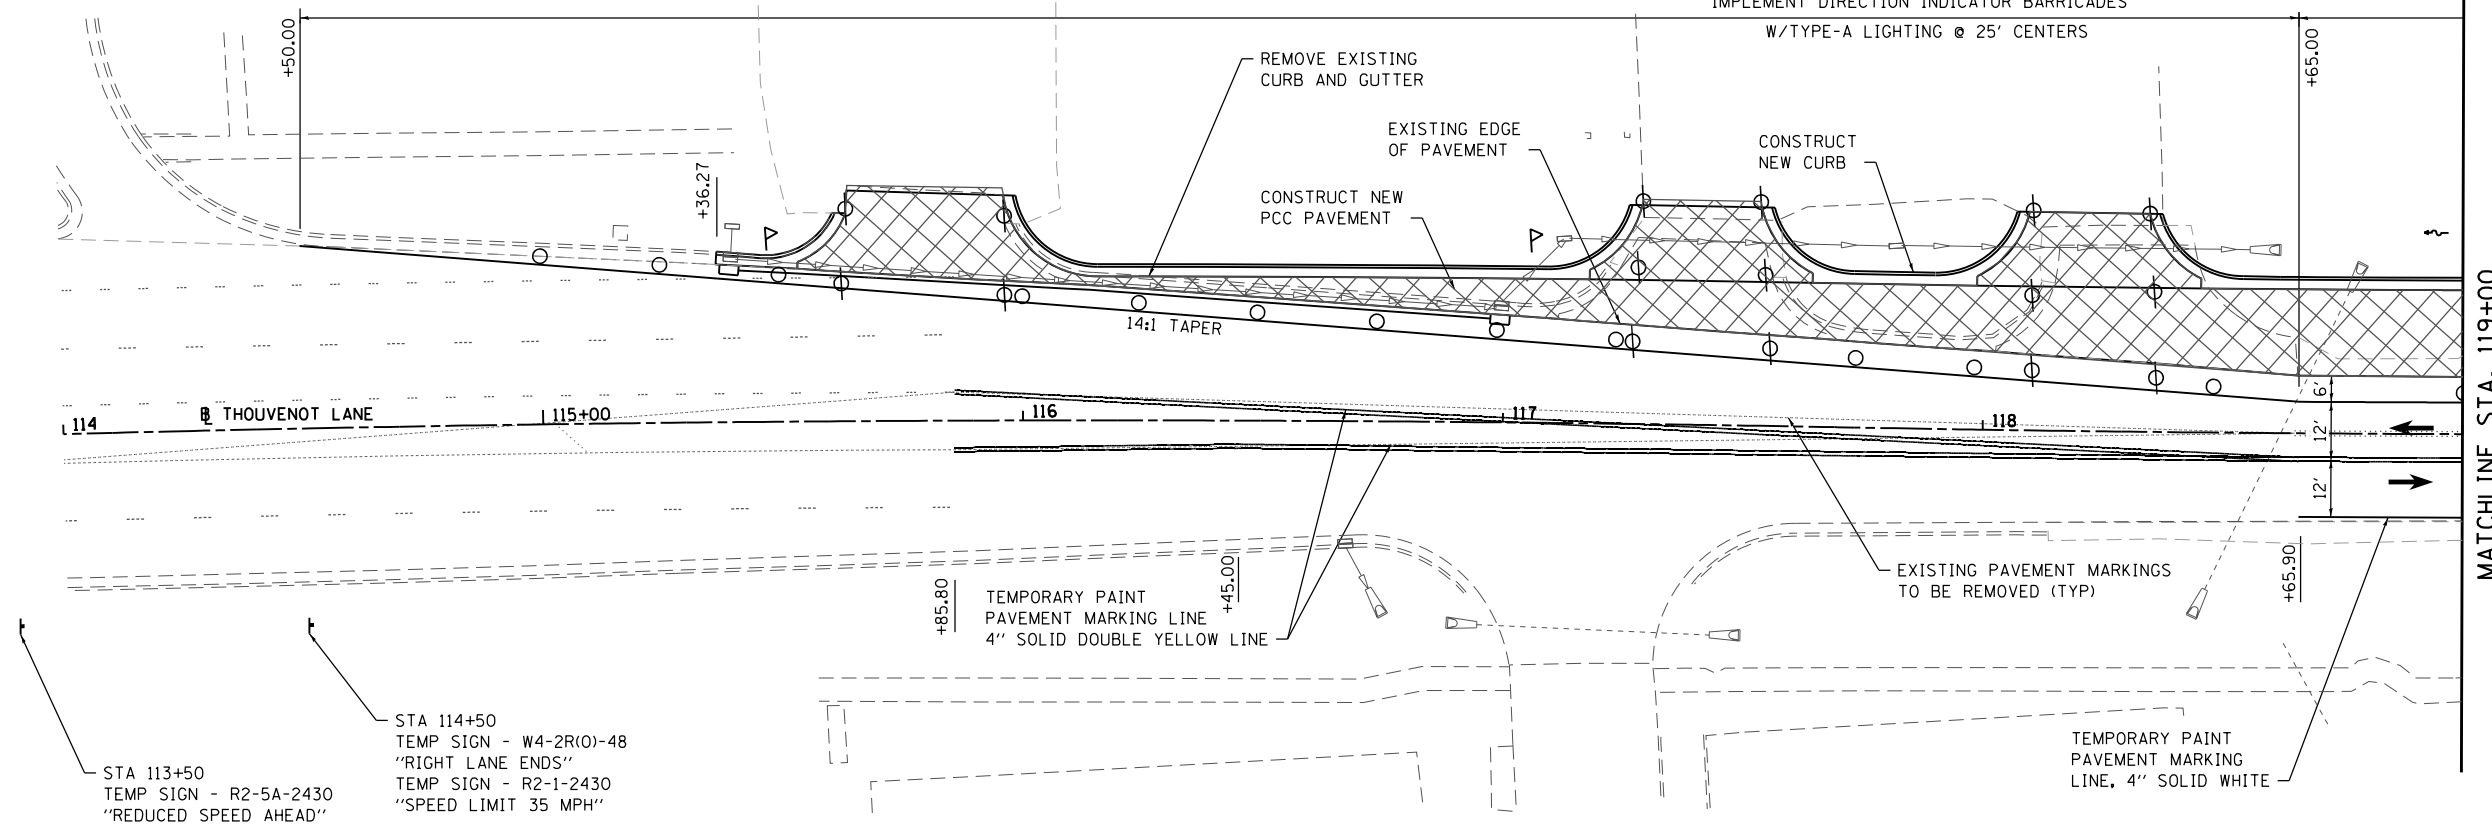 IMPLEMENT DIRECTION INDICATOR BARRICADES
W/TYPE-A LIGHTING @ 25' CENTERS
+50.00
+65.00
REMOVE EXISTING
CURB AND GUTTER
EXISTING EDGE
OF PAVEMENT
CONSTRUCT
NEW CURB
+36.27
CONSTRUCT NEW
PCC PAVEMENT
14:1 TAPER
114
THOUVENOT LANE
115+00
116
117
118
6'
12'
12'
MATCHLINE STA. 119+00
+85.80
TEMPORARY PAINT
PAVEMENT MARKING LINE
4" SOLID DOUBLE YELLOW LINE
+45.00
EXISTING PAVEMENT MARKINGS
TO BE REMOVED (TYP)
+65.90
STA 114+50
TEMP SIGN - W4-2R(O)-48
"RIGHT LANE ENDS"
TEMP SIGN - R2-1-2430
"SPEED LIMIT 35 MPH"
STA 113+50
TEMP SIGN - R2-5A-2430
"REDUCED SPEED AHEAD"
TEMPORARY PAINT
PAVEMENT MARKING
LINE, 4" SOLID WHITE